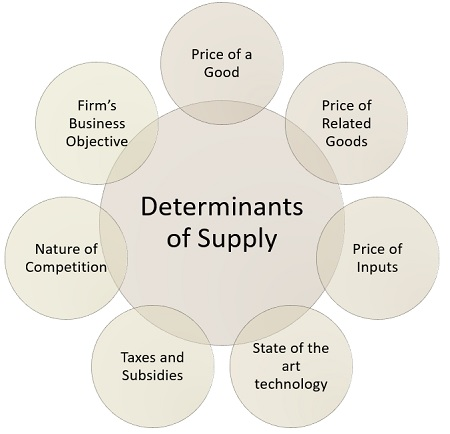 Price of a
Good
Price of
Related
Goods
Price of
Inputs
State of the
art
technology
Taxes and
Subsidies
Nature of
Competition
Firm's
Business
Objective
Determinants
of Supply